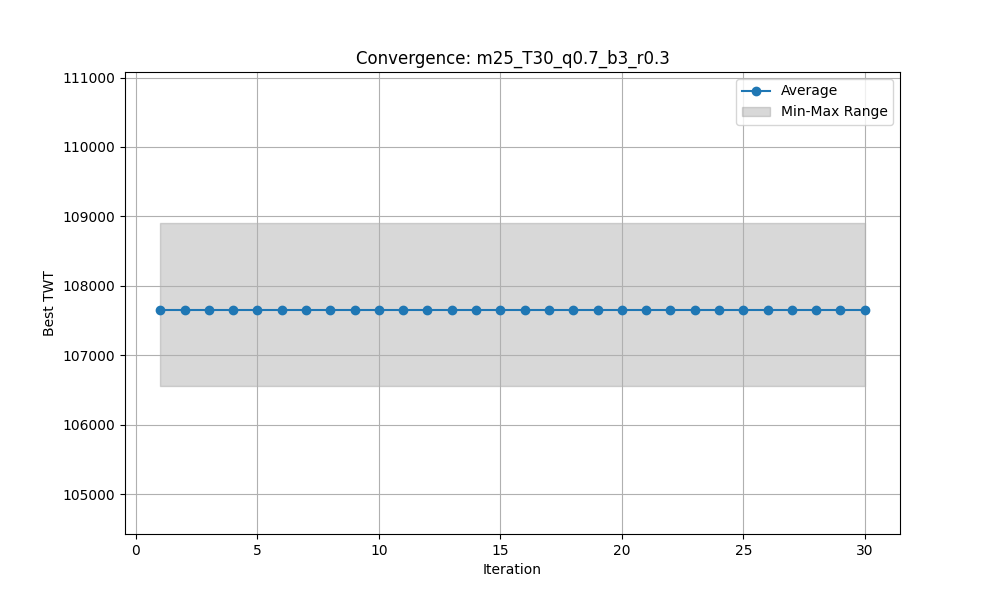 Convergence: m25_T30_q0.7_b3_r0.3
Average
Min-Max Range
111000
110000
109000
108000
107000
106000
105000
Best TWT
0 5 10 15 20 25 30
Iteration